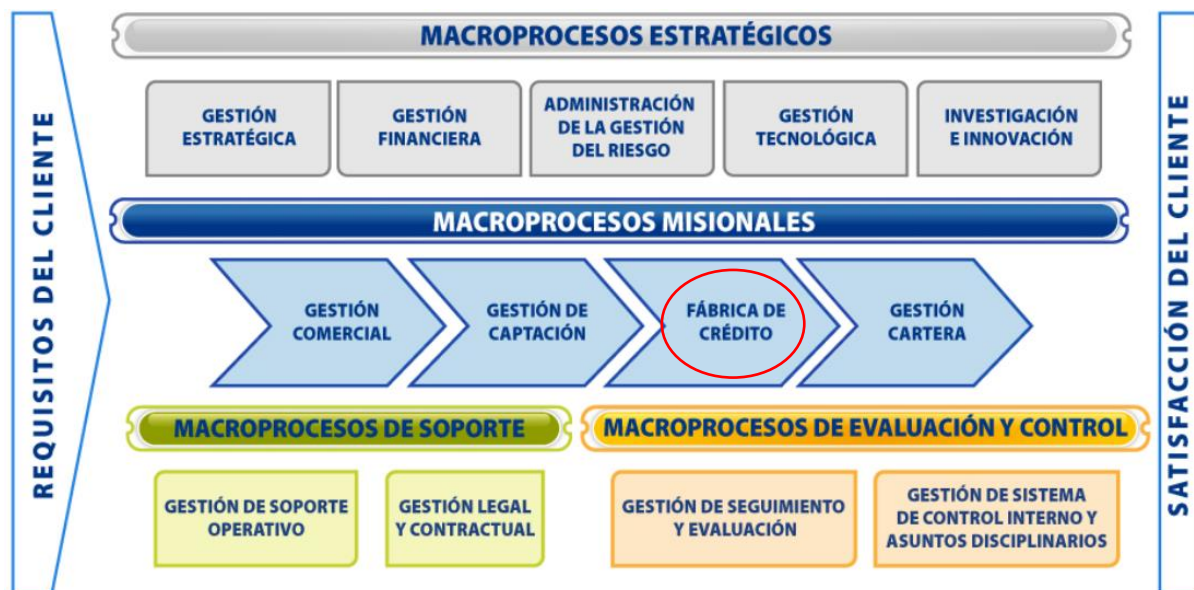 REQUISITOS DEL CLIENTE
MACROPROCESOS ESTRATÉGICOS
GESTIÓN
ESTRATÉGICA
GESTIÓN
FINANCIERA
ADMINISTRACIÓN
DE LA GESTIÓN
DEL RIESGO
GESTIÓN
TECNOLÓGICA
INVESTIGACIÓN
E INNOVACIÓN
MACROPROCESOS MISIONALES
GESTIÓN
COMERCIAL
GESTIÓN DE
CAPTACIÓN
FÁBRICA DE
CRÉDITO
GESTIÓN
CARTERA
MACROPROCESOS DE SOPORTE
GESTIÓN DE SOPORTE
OPERATIVO
GESTIÓN LEGAL
Y CONTRACTUAL
MACROPROCESOS DE EVALUACIÓN Y CONTROL
GESTIÓN DE SEGUIMIENTO
Y EVALUACIÓN
GESTIÓN DE SISTEMA
DE CONTROL INTERNO Y
ASUNTOS DISCIPLINARIOS
SATISFACCIÓN DEL CLIENTE